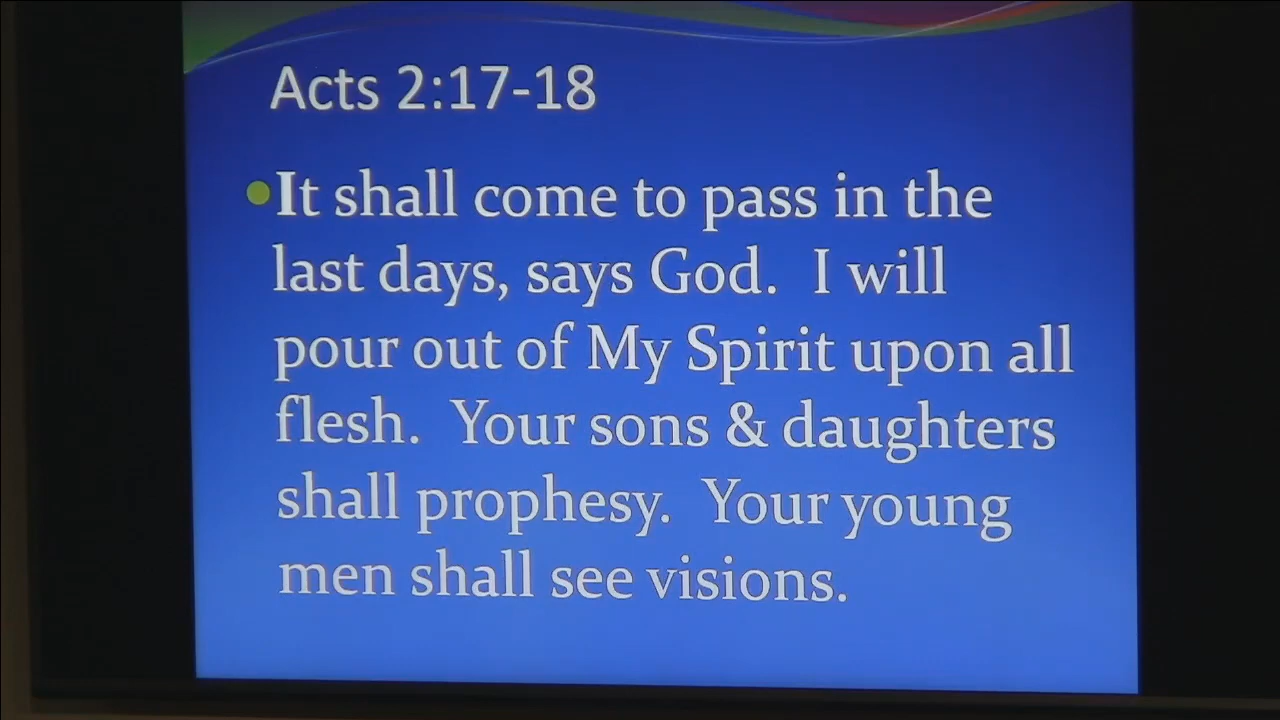 Acts 2:17-18
•It shall come to pass in the
last days, says God.  I will
pour out of My Spirit upon all
flesh.  Your sons & daughters
shall prophesy.  Your young
men shall see visions.